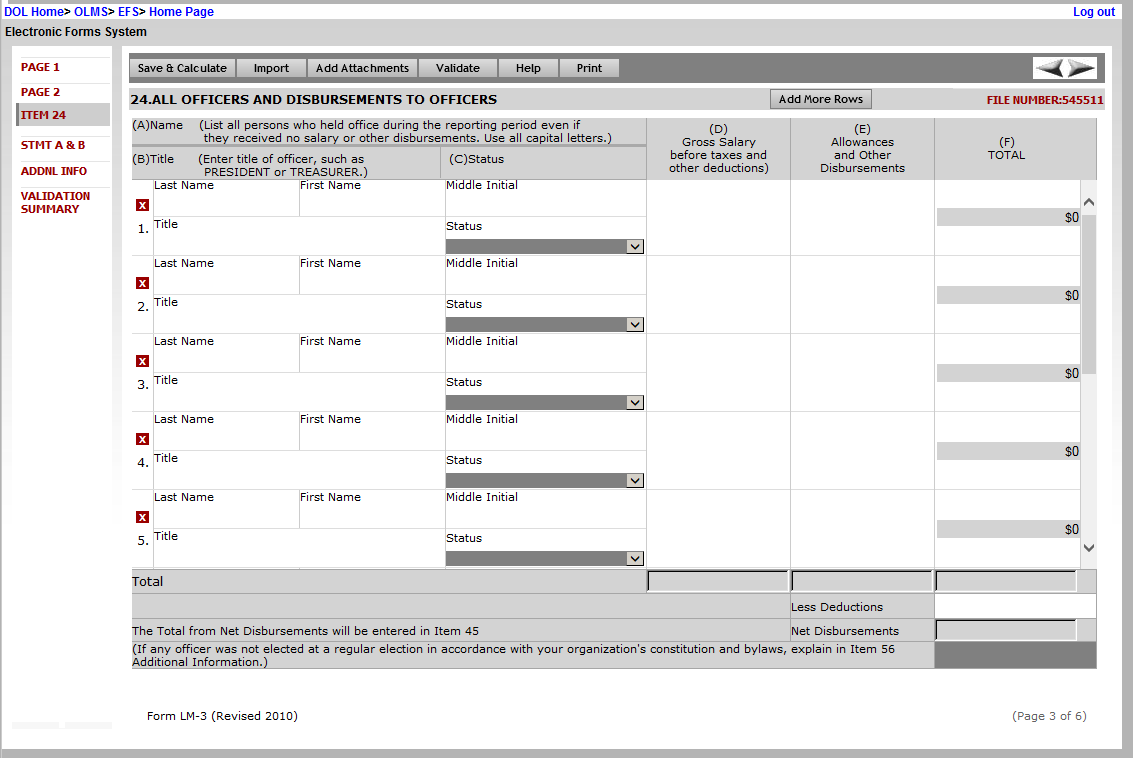 DOL Home> OLMS> EFS> Home Page
Log out
Electronic Forms System
PAGE 1
PAGE 2
ITEM 24
STMT A & B
ADDNL INFO
VALIDATION
SUMMARY
Save & Calculate
Import
Add Attachments
Validate
Help
Print
24.ALL OFFICERS AND DISBURSEMENTS TO OFFICERS
Add More Rows
FILE NUMBER:545511
(A)Name (List all persons who held office during the reporting period even if
they received no salary or other disbursements. Use all capital letters.)
(B)Title (Enter title of officer, such as
PRESIDENT or TREASURER.)
(C)Status
(D)
Gross Salary
before taxes and
other deductions)
(E)
Allowances
and Other
Disbursements
(F)
TOTAL
Last Name First Name Middle Initial
x
$0
1. Title Status
Last Name First Name Middle Initial
x
$0
2. Title Status
Last Name First Name Middle Initial
x
$0
3. Title Status
Last Name First Name Middle Initial
x
$0
4. Title Status
Last Name First Name Middle Initial
x
$0
5. Title Status
Total
Less Deductions
The Total from Net Disbursements will be entered in Item 45
Net Disbursements
(If any officer was not elected at a regular election in accordance with your organization's constitution and bylaws, explain in Item 56
Additional Information.)
Form LM-3 (Revised 2010)
(Page 3 of 6)